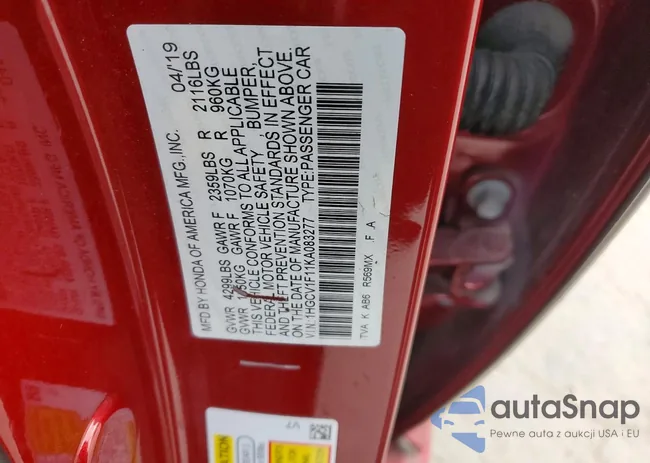 MFD BY HONDA OF AMERICA MFG., INC. 04/'19
GVWR 4299LBS GAWR F 2359LBS R 2116LBS
GVWR 1950KG GAWR F 1070KG R 960KG
THIS VEHICLE CONFORMS TO ALL APPLICABLE
FEDERAL MOTOR VEHICLE SAFETY , BUMPER,
AND THEFT PREVENTION STANDARDS IN EFFECT
ON THE DATE OF MANUFACTURE SHOWN ABOVE.
V.I.N.:1HGCV1F11KA083277 TYPE:PASSENGER CAR
TVA K AB6 R569MX F A
autaSnap
Pewne auta z aukcji USA i EU